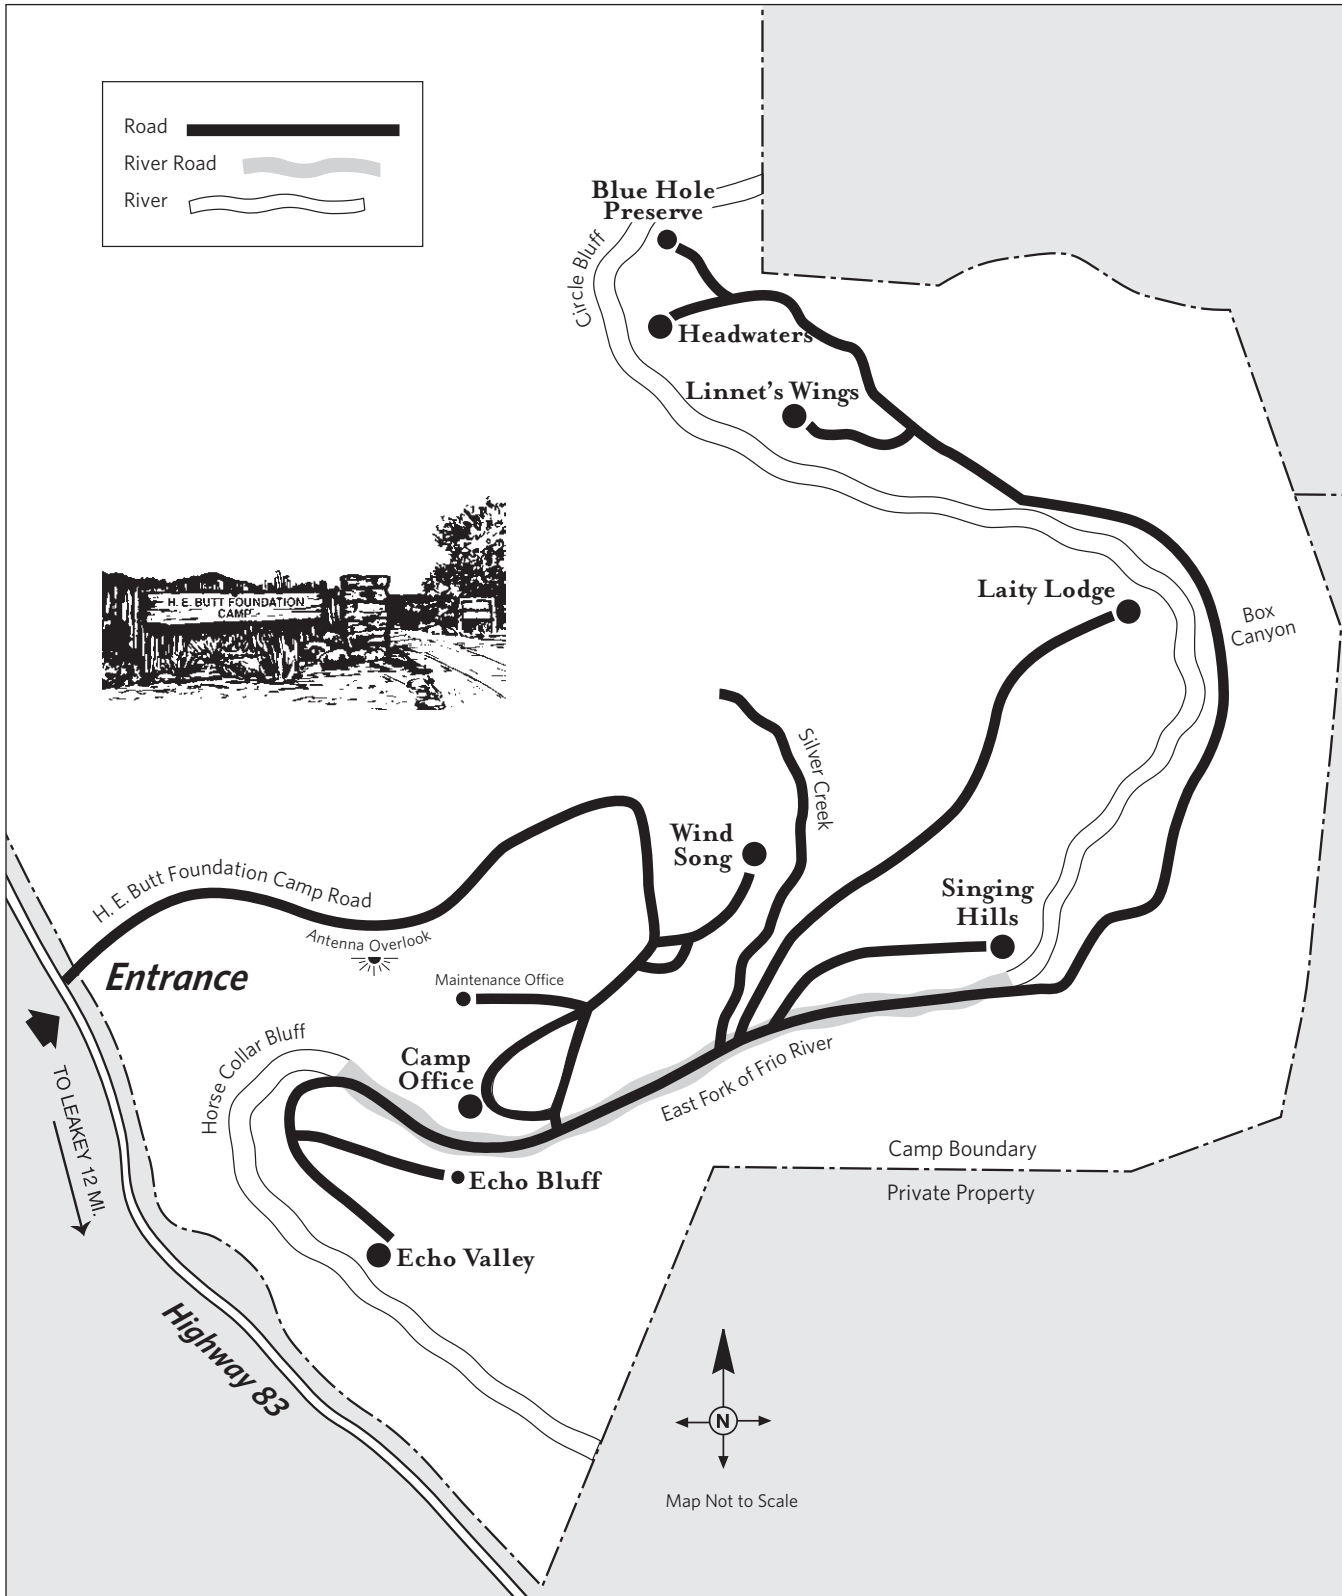 Road
River Road
River
Blue Hole
Preserve
Circle Bluff
Headwaters
Linnet's Wings
Laity Lodge
Box
Canyon
H. E. BUTT FOUNDATION
CAMP
Silver Creek
Wind
Song
Singing
Hills
H. E. Butt Foundation Camp Road
Antenna Overlook
Entrance
Maintenance Office
Horse Collar Bluff
Camp
Office
East Fork of Frio River
TO LEAKEY 12 MI.
Echo Bluff
Camp Boundary
Private Property
Echo Valley
Highway 83
N
Map Not to Scale